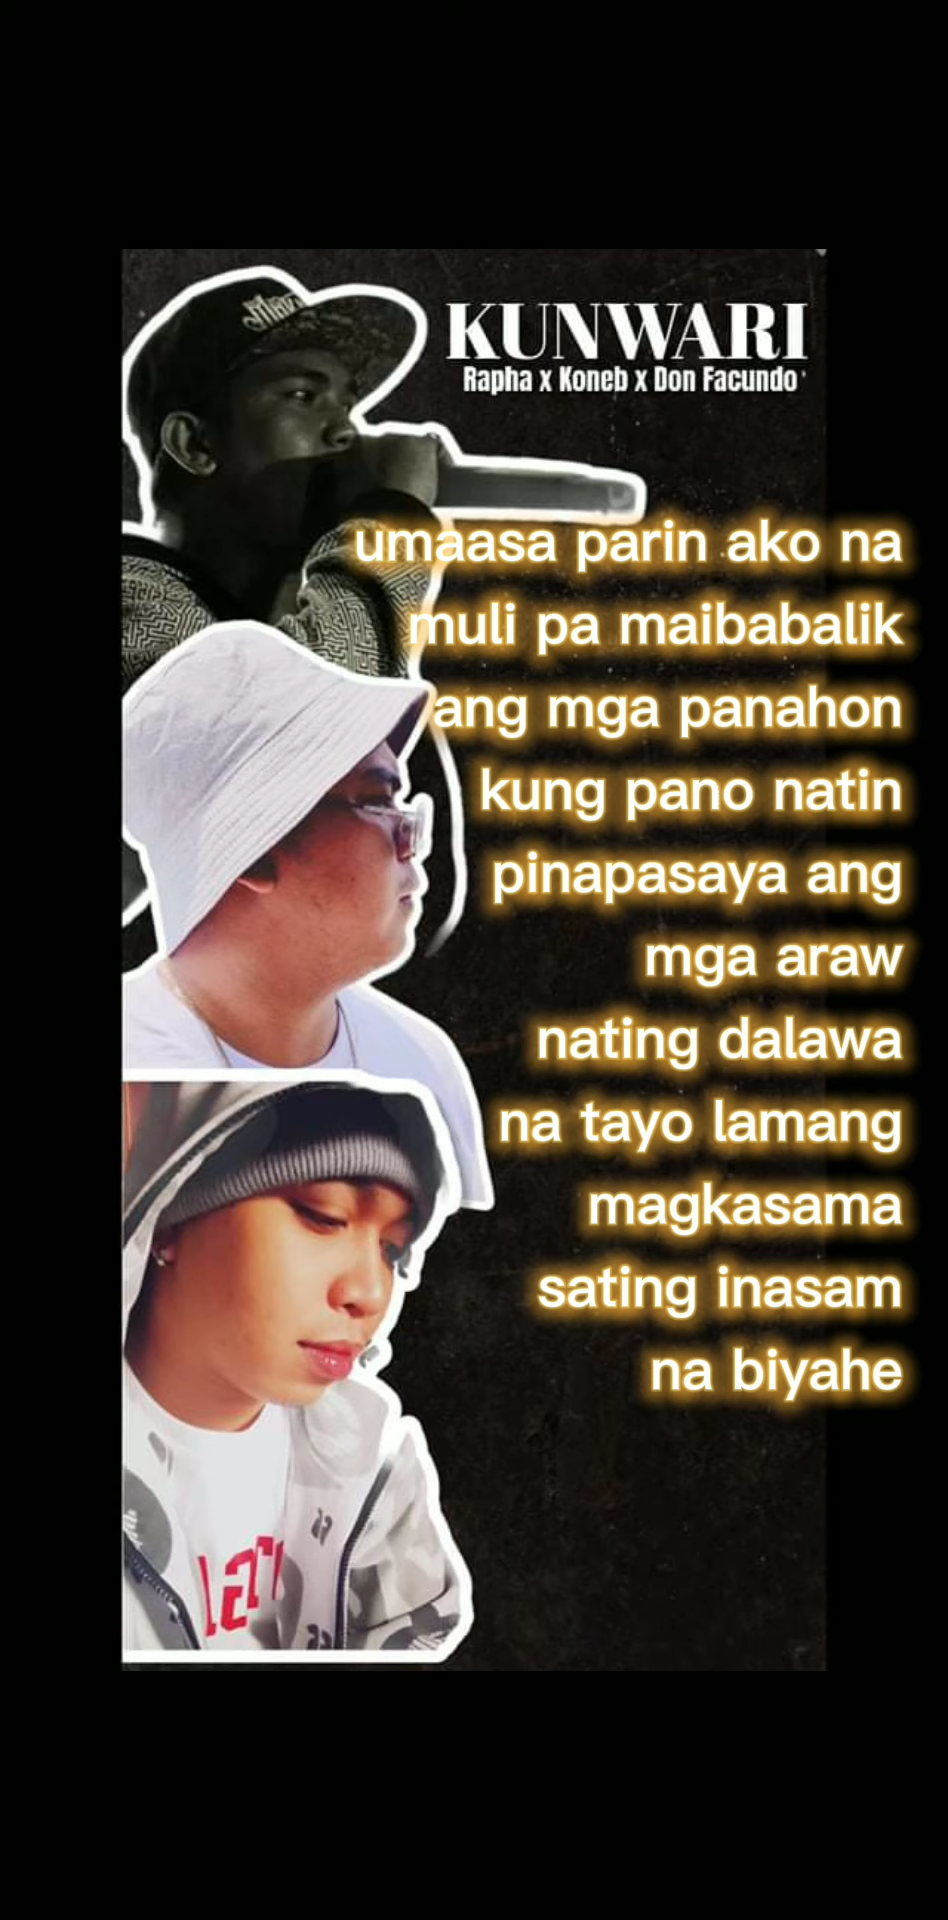 KUNWARI
Rapha x Koneb x Don Facundo
umaasa parin ako na
muli pa maibabalik
ang mga panahon
kung pano natin
pinapasaya ang
mga araw
nating dalawa
na tayo lamang
magkasama
sating inasam
na biyahe